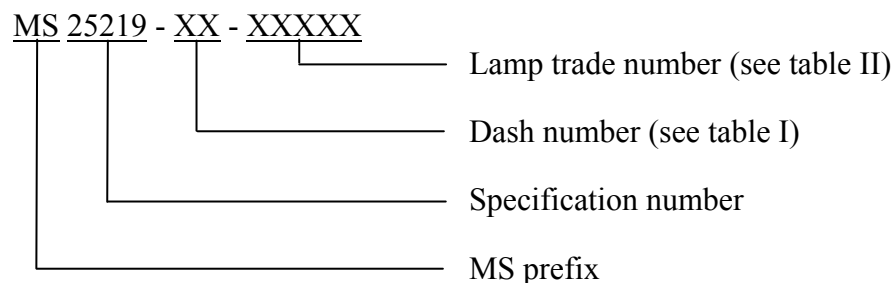 MS 25219 - XX - XXXXX
Lamp trade number (see table II)
Dash number (see table I)
Specification number
MS prefix